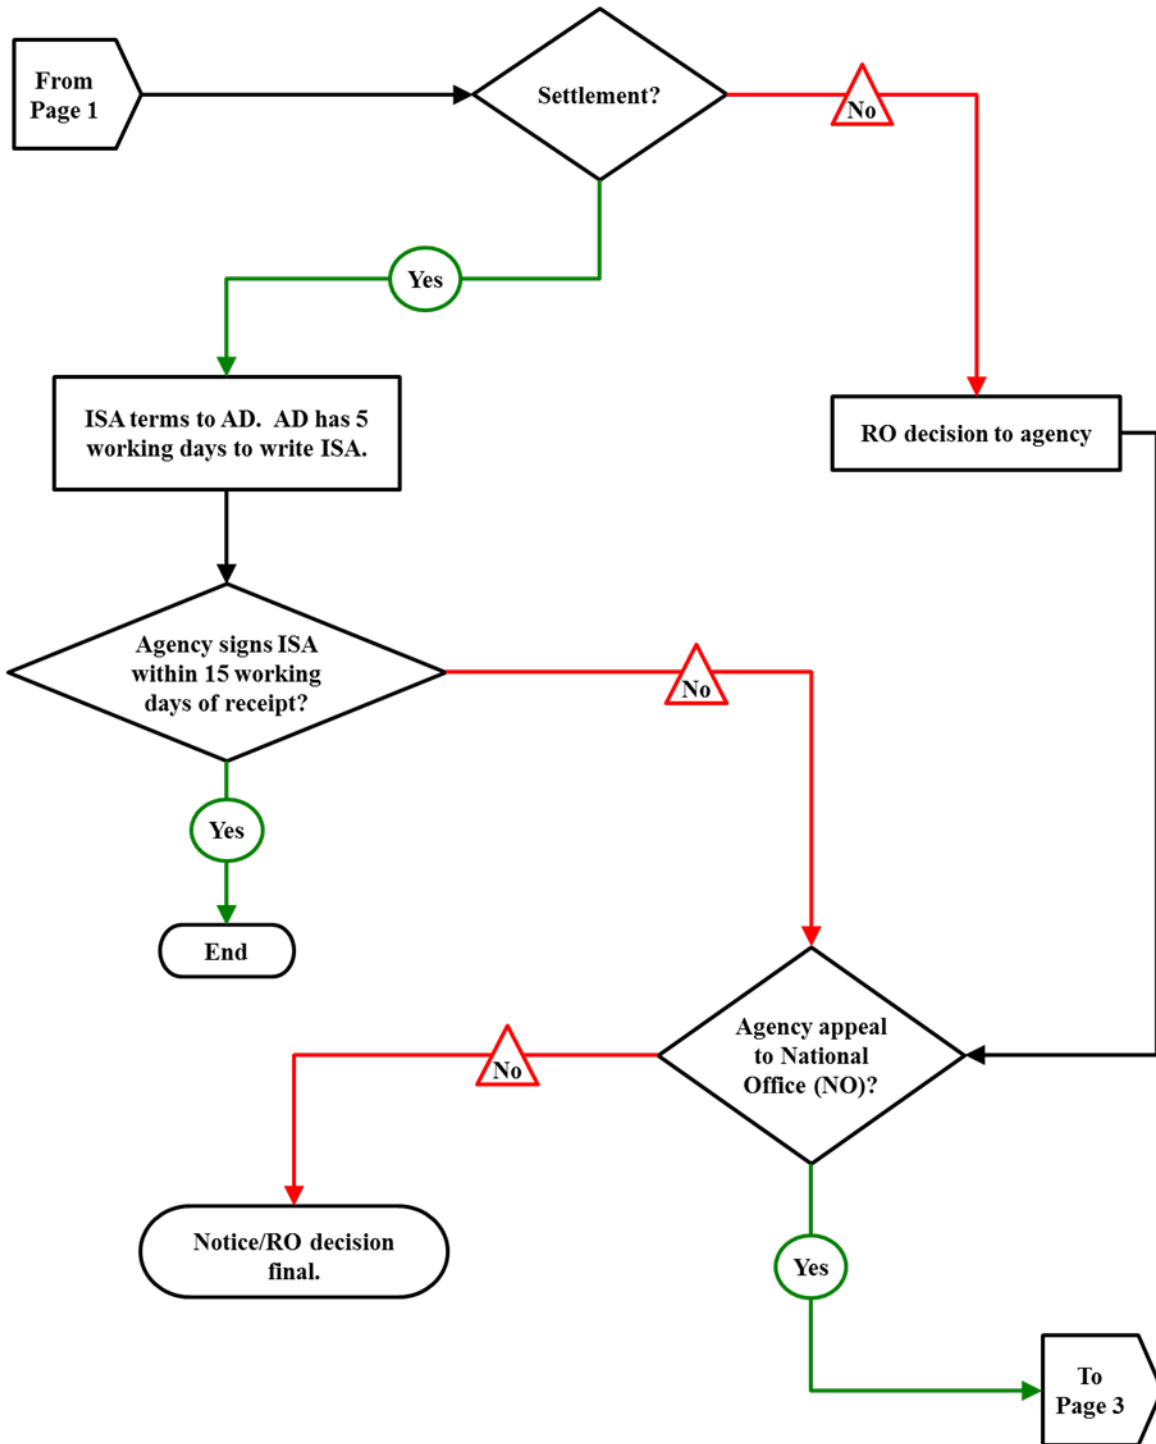 From
Page 1
Settlement?
No
Yes
ISA terms to AD.  AD has 5
working days to write ISA.
RO decision to agency
Agency signs ISA
within 15 working
days of receipt?
No
Yes
End
Agency appeal
to National
Office (NO)?
No
Notice/RO decision
final.
Yes
To
Page 3